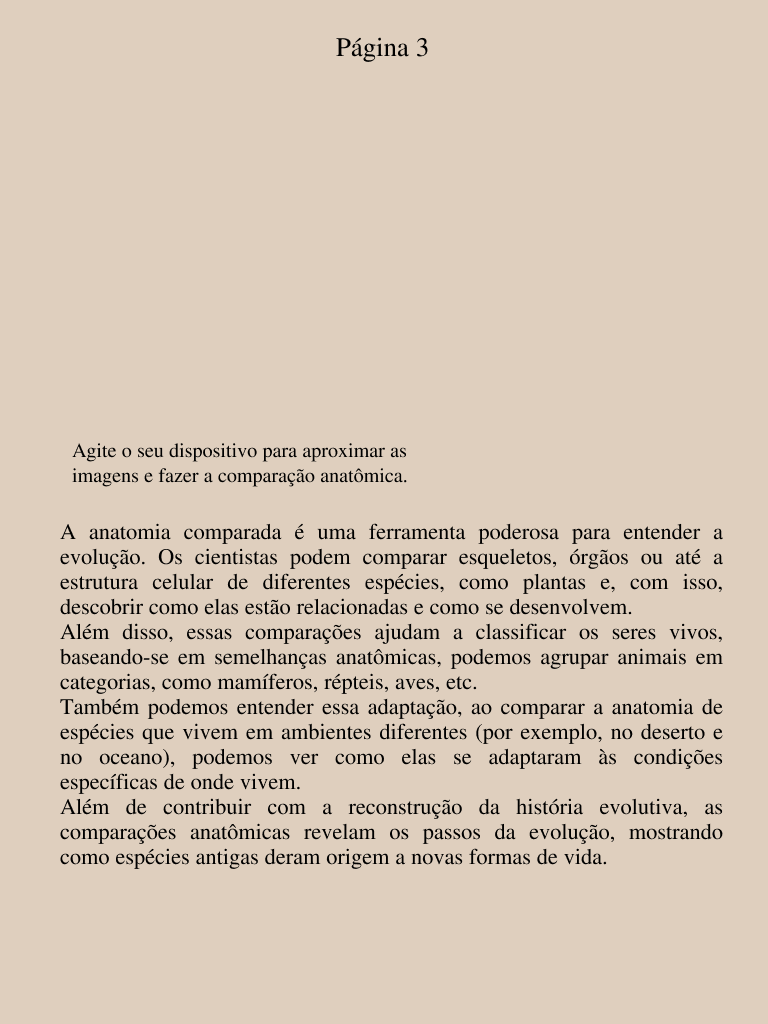 Página 3
Agite o seu dispositivo para aproximar as
imagens e fazer a comparação anatômica.
A anatomia comparada é uma ferramenta poderosa para entender a
evolução. Os cientistas podem comparar esqueletos, órgãos ou até a
estrutura celular de diferentes espécies, como plantas e, com isso,
descobrir como elas estão relacionadas e como se desenvolvem.
Além disso, essas comparações ajudam a classificar os seres vivos,
baseando-se em semelhanças anatômicas, podemos agrupar animais em
categorias, como mamíferos, répteis, aves, etc.
Também podemos entender essa adaptação, ao comparar a anatomia de
espécies que vivem em ambientes diferentes (por exemplo, no deserto e
no oceano), podemos ver como elas se adaptaram às condições
específicas de onde vivem.
Além de contribuir com a reconstrução da história evolutiva, as
comparações anatômicas revelam os passos da evolução, mostrando
como espécies antigas deram origem a novas formas de vida.